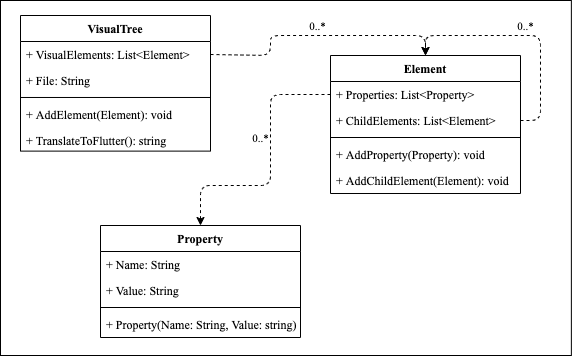 VisualTree
+ VisualElements: List<Element>
+ File: String
+ AddElement(Element): void
+ TranslateToFlutter(): string
0..*
0..*
Element
+ Properties: List<Property>
+ ChildElements: List<Element>
+ AddProperty(Property): void
+ AddChildElement(Element): void
0..*
Property
+ Name: String
+ Value: String
+ Property(Name: String, Value: string)